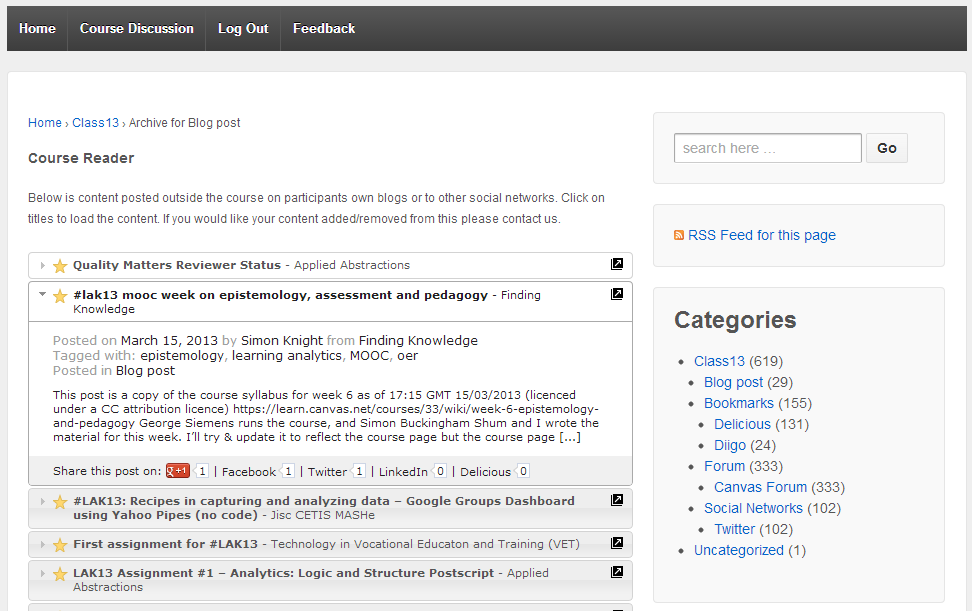 Home Course Discussion Log Out Feedback
Home › Class13 › Archive for Blog post
Course Reader
Below is content posted outside the course on participants own blogs or to other social networks. Click on
titles to load the content. If you would like your content added/removed from this please contact us.
Quality Matters Reviewer Status - Applied Abstractions
#lak13 mooc week on epistemology, assessment and pedagogy - Finding
Knowledge
Posted on March 15, 2013 by Simon Knight from Finding Knowledge
Tagged with: epistemology, learning analytics, MOOC, oer
Posted in Blog post
This post is a copy of the course syllabus for week 6 as of 17:15 GMT 15/03/2013 (licenced
under a CC attribution licence) https://learn.canvas.net/courses/33/wiki/week-6-epistemology-
and-pedagogy George Siemens runs the course, and Simon Buckingham Shum and I wrote the
material for this week. I'll try & update it to reflect the course page but the course page [...]
Share this post on: g +1 1 | Facebook 1 | Twitter 1 | LinkedIn 0 | Delicious 0
#LAK13: Recipes in capturing and analyzing data – Google Groups Dashboard
using Yahoo Pipes (no code) - Jisc CETIS MASHe
First assignment for #LAK13 - Technology in Vocational Educaton and Training (VET)
LAK13 Assignment #1 – Analytics: Logic and Structure Postscript - Applied
Abstractions
search here ... Go
RSS Feed for this page
Categories
Class13 (619)
Blog post (29)
Bookmarks (155)
Delicious (131)
Diigo (24)
Forum (333)
Canvas Forum (333)
Social Networks (102)
Twitter (102)
Uncategorized (1)